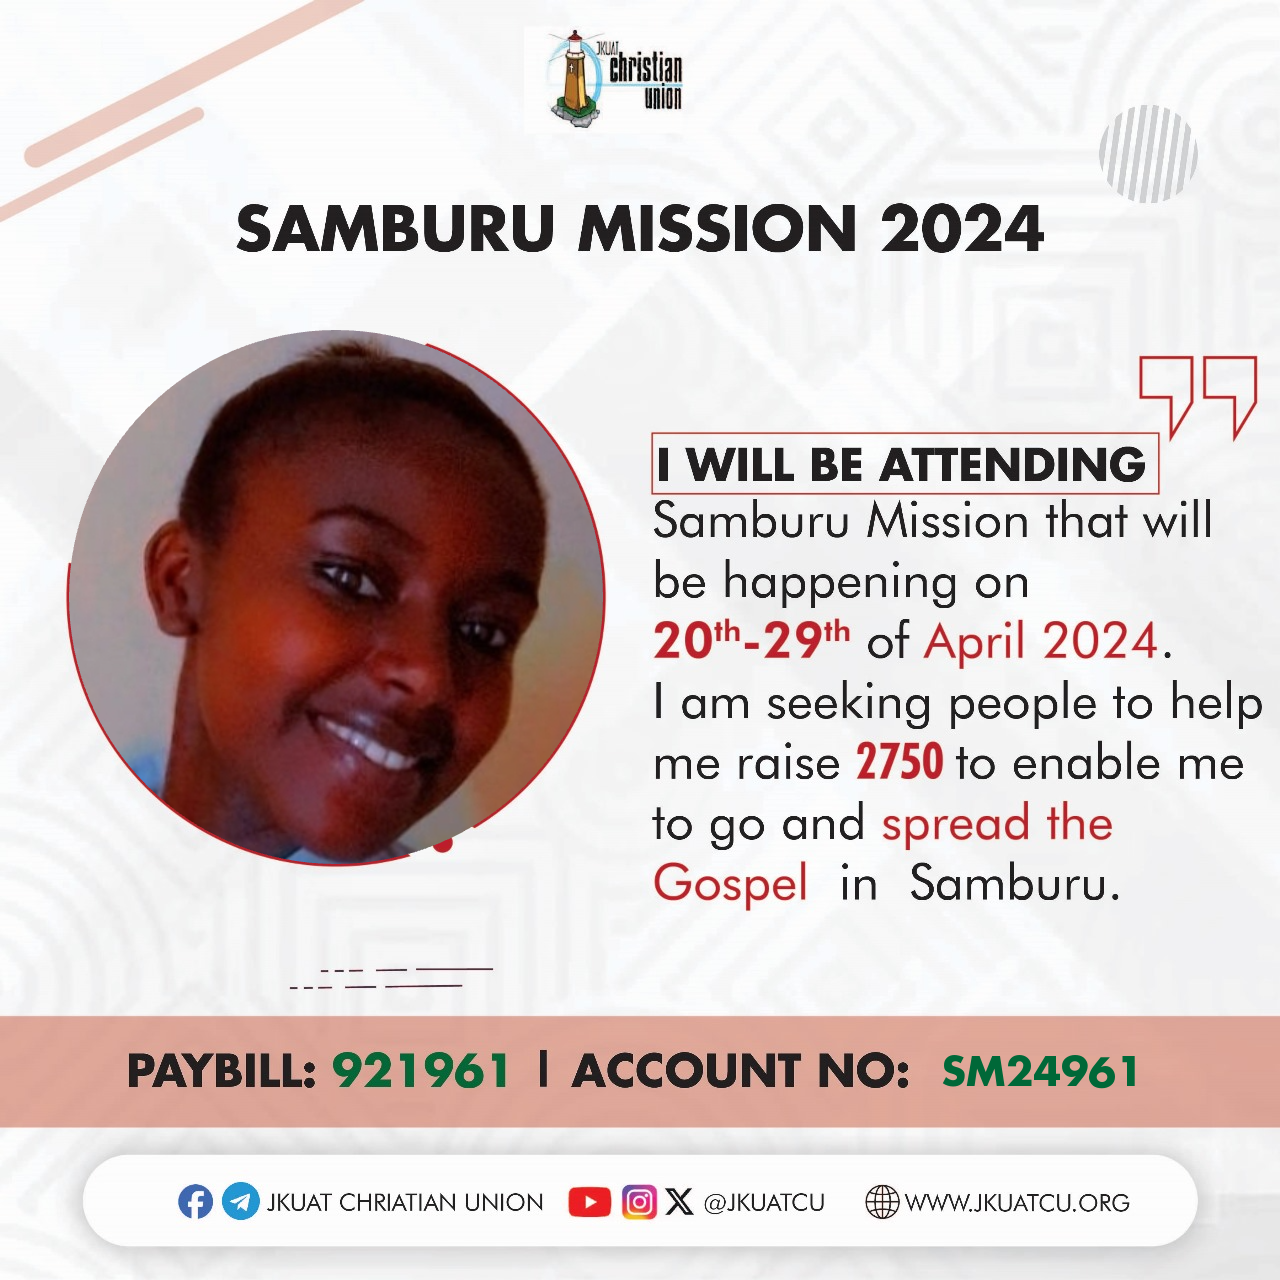 JKUAT
christian
union
SAMBURU MISSION 2024
I WILL BE ATTENDING
Samburu Mission that will
be happening on
20th-29th of April 2024.
I am seeking people to help
me raise 2750 to enable me
to go and spread the
Gospel in Samburu.
PAYBILL: 921961 | ACCOUNT NO: SM24961
JKUAT CHRIATIAN UNION @JKUATCU WWW.JKUATCU.ORG